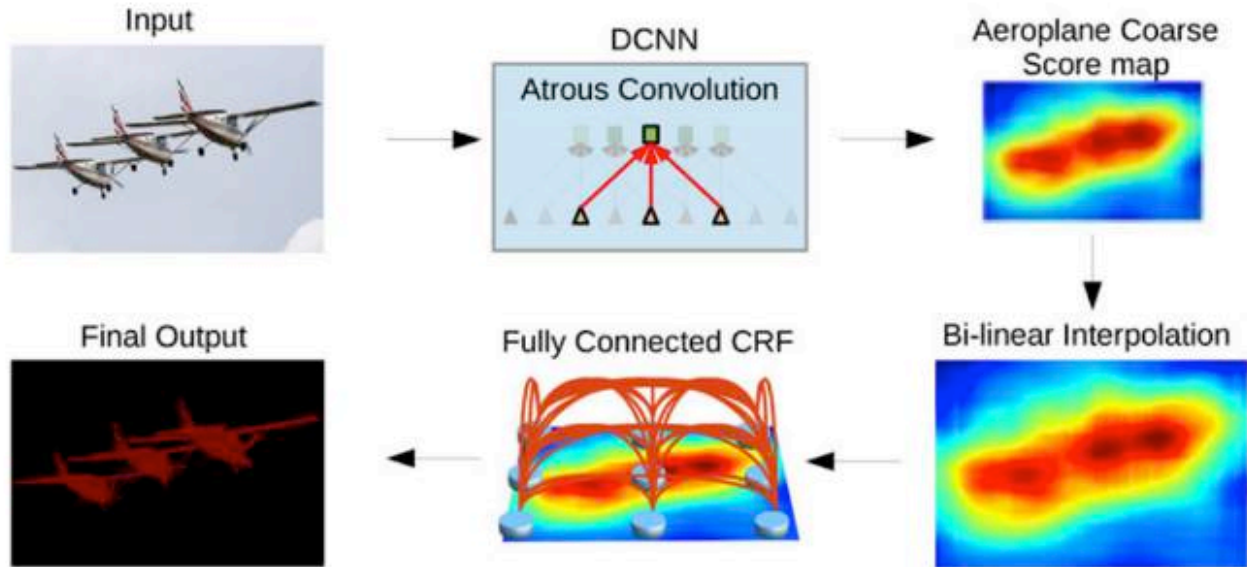 Input
DCNN
Atrous Convolution
Aeroplane Coarse
Score map
Final Output
Fully Connected CRF
Bi-linear Interpolation